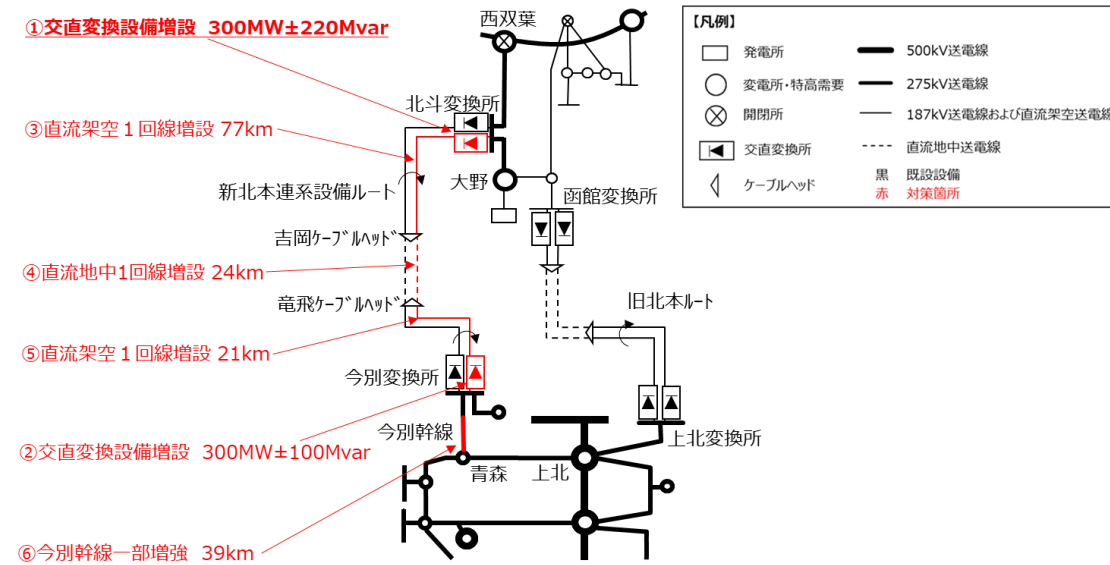 ①交直変換設備増設 300MW±220Mvar
西双葉
北斗変換所
③直流架空１回線増設 77km
大野
函館変換所
新北本連系設備ルート
吉岡ｹｰﾌﾞﾙﾍｯﾄﾞ
④直流地中1回線増設 24km
竜飛ｹｰﾌﾞﾙﾍｯﾄﾞ
旧北本ﾙｰﾄ
⑤直流架空１回線増設 21km
今別変換所
今別幹線
上北変換所
②交直変換設備増設 300MW±100Mvar
青森
上北
⑥今別幹線一部増強 39km
【凡例】
発電所
変電所・特高需要
開閉所
交直変換所
ケーブルヘッド
500kV送電線
275kV送電線
187kV送電線および直流架空送電線
直流地中送電線
黒 既設設備
赤 対策箇所